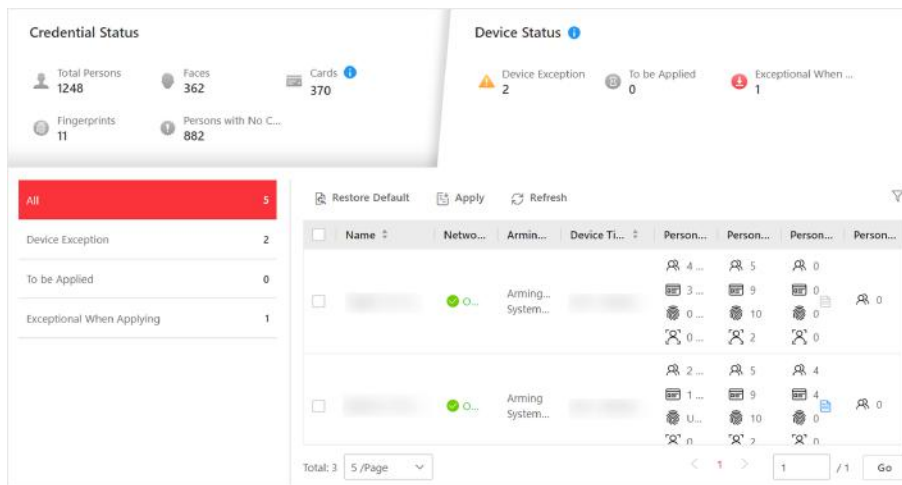 Credential Status
Total Persons
1248
Faces
362
Cards
370
Fingerprints
11
Persons with No C...
882
Device Status
Device Exception
2
To be Applied
0
Exceptional When ...
1
All 5
Device Exception 2
To be Applied 0
Exceptional When Applying 1
Restore Default Apply Refresh
Name Netwo... Armin... Device Ti... Person... Person... Person... Person...
4 ... 5 0
3 ... 9 0
O... Arming... System... 0
0 ... 10 0
0 ... 2 0
2 ... 5 4
1 ... 9 4
O... Arming System... 0
U... 10 0
0 2 0
Total: 3 5 /Page < 1 > 1 / 1 Go